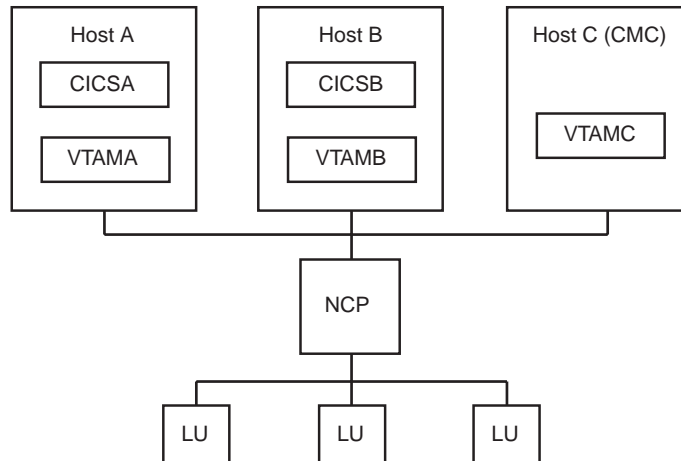 Host A
Host B
Host C (CMC)
CICSA
CICSB
VTAMA
VTAMB
VTAMC
NCP
LU
LU
LU